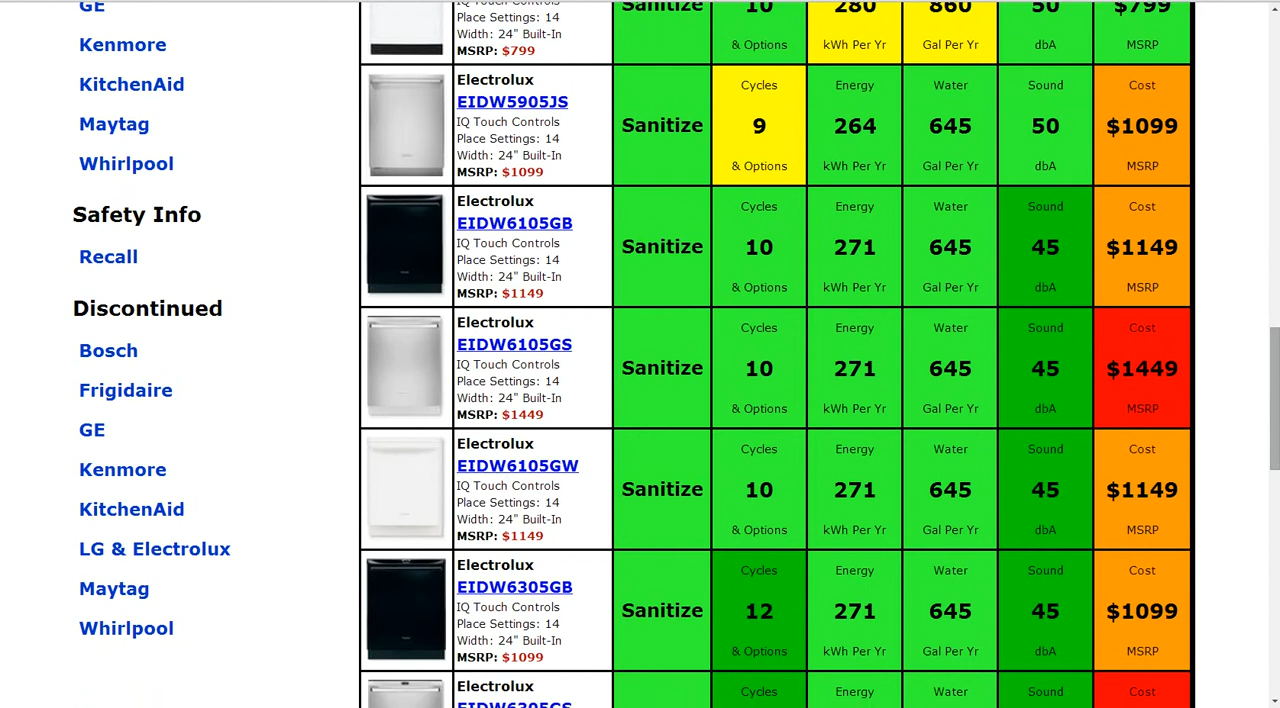 GE
Kenmore
KitchenAid
Maytag
Whirlpool
Safety Info
Recall
Discontinued
Bosch
Frigidaire
GE
Kenmore
KitchenAid
LG & Electrolux
Maytag
Whirlpool
IQ Touch Controls
Place Settings: 14
Width: 24" Built-In
MSRP: $799
Sanitize
10
& Options
280
kWh Per Yr
860
Gal Per Yr
50
dbA
$799
MSRP
Electrolux
EIDW5905JS
IQ Touch Controls
Place Settings: 14
Width: 24" Built-In
MSRP: $1099
Sanitize
Cycles
9
& Options
Energy
264
kWh Per Yr
Water
645
Gal Per Yr
Sound
50
dbA
Cost
$1099
MSRP
Electrolux
EIDW6105GB
IQ Touch Controls
Place Settings: 14
Width: 24" Built-In
MSRP: $1149
Sanitize
Cycles
10
& Options
Energy
271
kWh Per Yr
Water
645
Gal Per Yr
Sound
45
dbA
Cost
$1149
MSRP
Electrolux
EIDW6105GS
IQ Touch Controls
Place Settings: 14
Width: 24" Built-In
MSRP: $1449
Sanitize
Cycles
10
& Options
Energy
271
kWh Per Yr
Water
645
Gal Per Yr
Sound
45
dbA
Cost
$1449
MSRP
Electrolux
EIDW6105GW
IQ Touch Controls
Place Settings: 14
Width: 24" Built-In
MSRP: $1149
Sanitize
Cycles
10
& Options
Energy
271
kWh Per Yr
Water
645
Gal Per Yr
Sound
45
dbA
Cost
$1149
MSRP
Electrolux
EIDW6305GB
IQ Touch Controls
Place Settings: 14
Width: 24" Built-In
MSRP: $1099
Sanitize
Cycles
12
& Options
Energy
271
kWh Per Yr
Water
645
Gal Per Yr
Sound
45
dbA
Cost
$1099
MSRP
Electrolux
EIDW6305GS
Cycles
Energy
Water
Sound
Cost